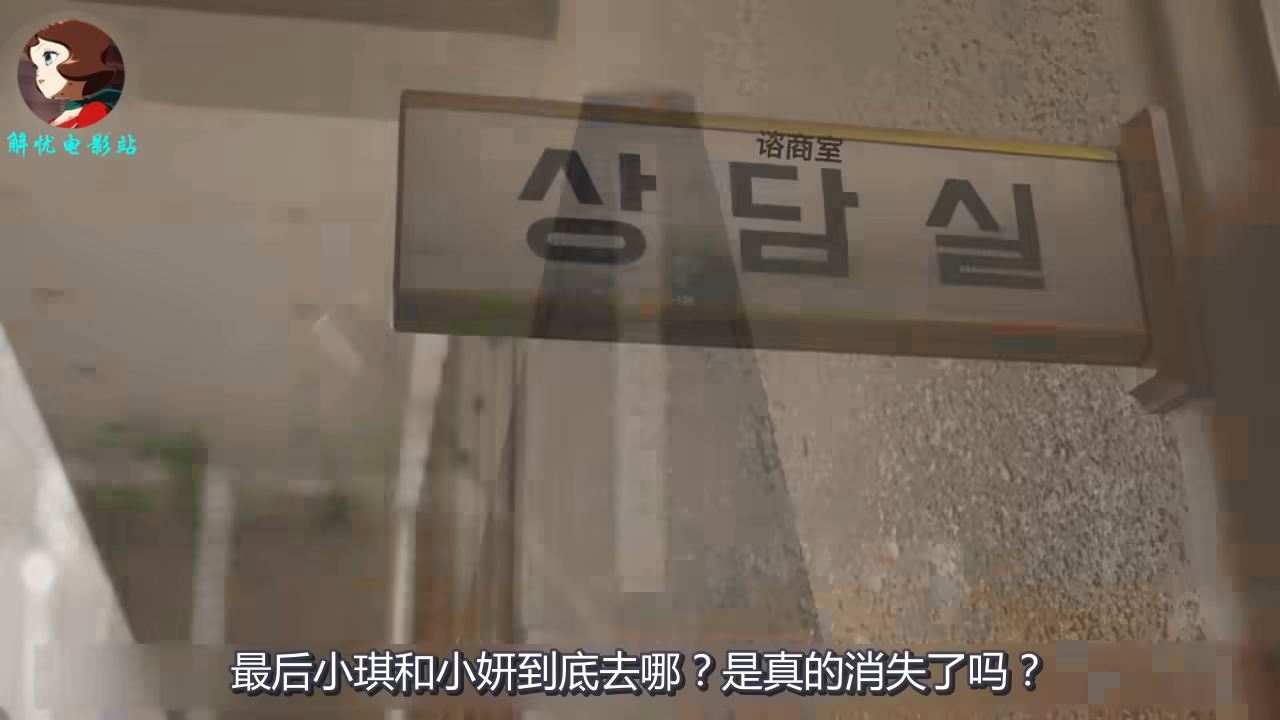 解忧电影站
谘商室
상담실
最后小琪和小妍到底去哪？是真的消失了吗？